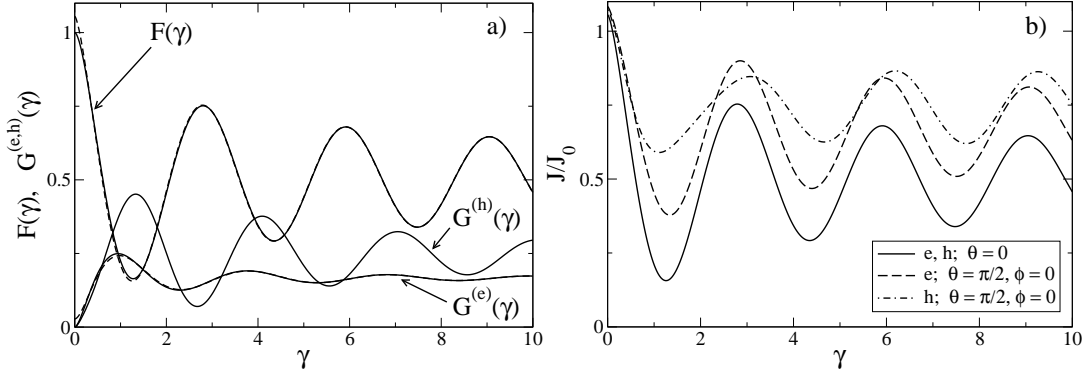 a)
F(γ)
G^(h)(γ)
G^(e)(γ)
F(γ), G^(e,h)(γ)
1
0.5
0
0 2 4 6 8 10
γ
b)
J/J_0
1
0.5
0
e, h; θ = 0
e; θ = π/2, ϕ = 0
h; θ = π/2, ϕ = 0
0 2 4 6 8 10
γ